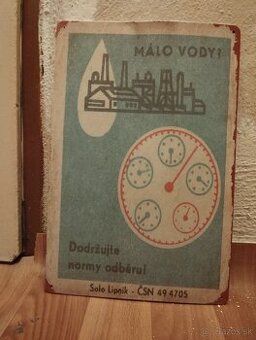 MÁLO VODY!
Dodržujte
normy odběru!
Solo Lipník - ČSN 49 4705